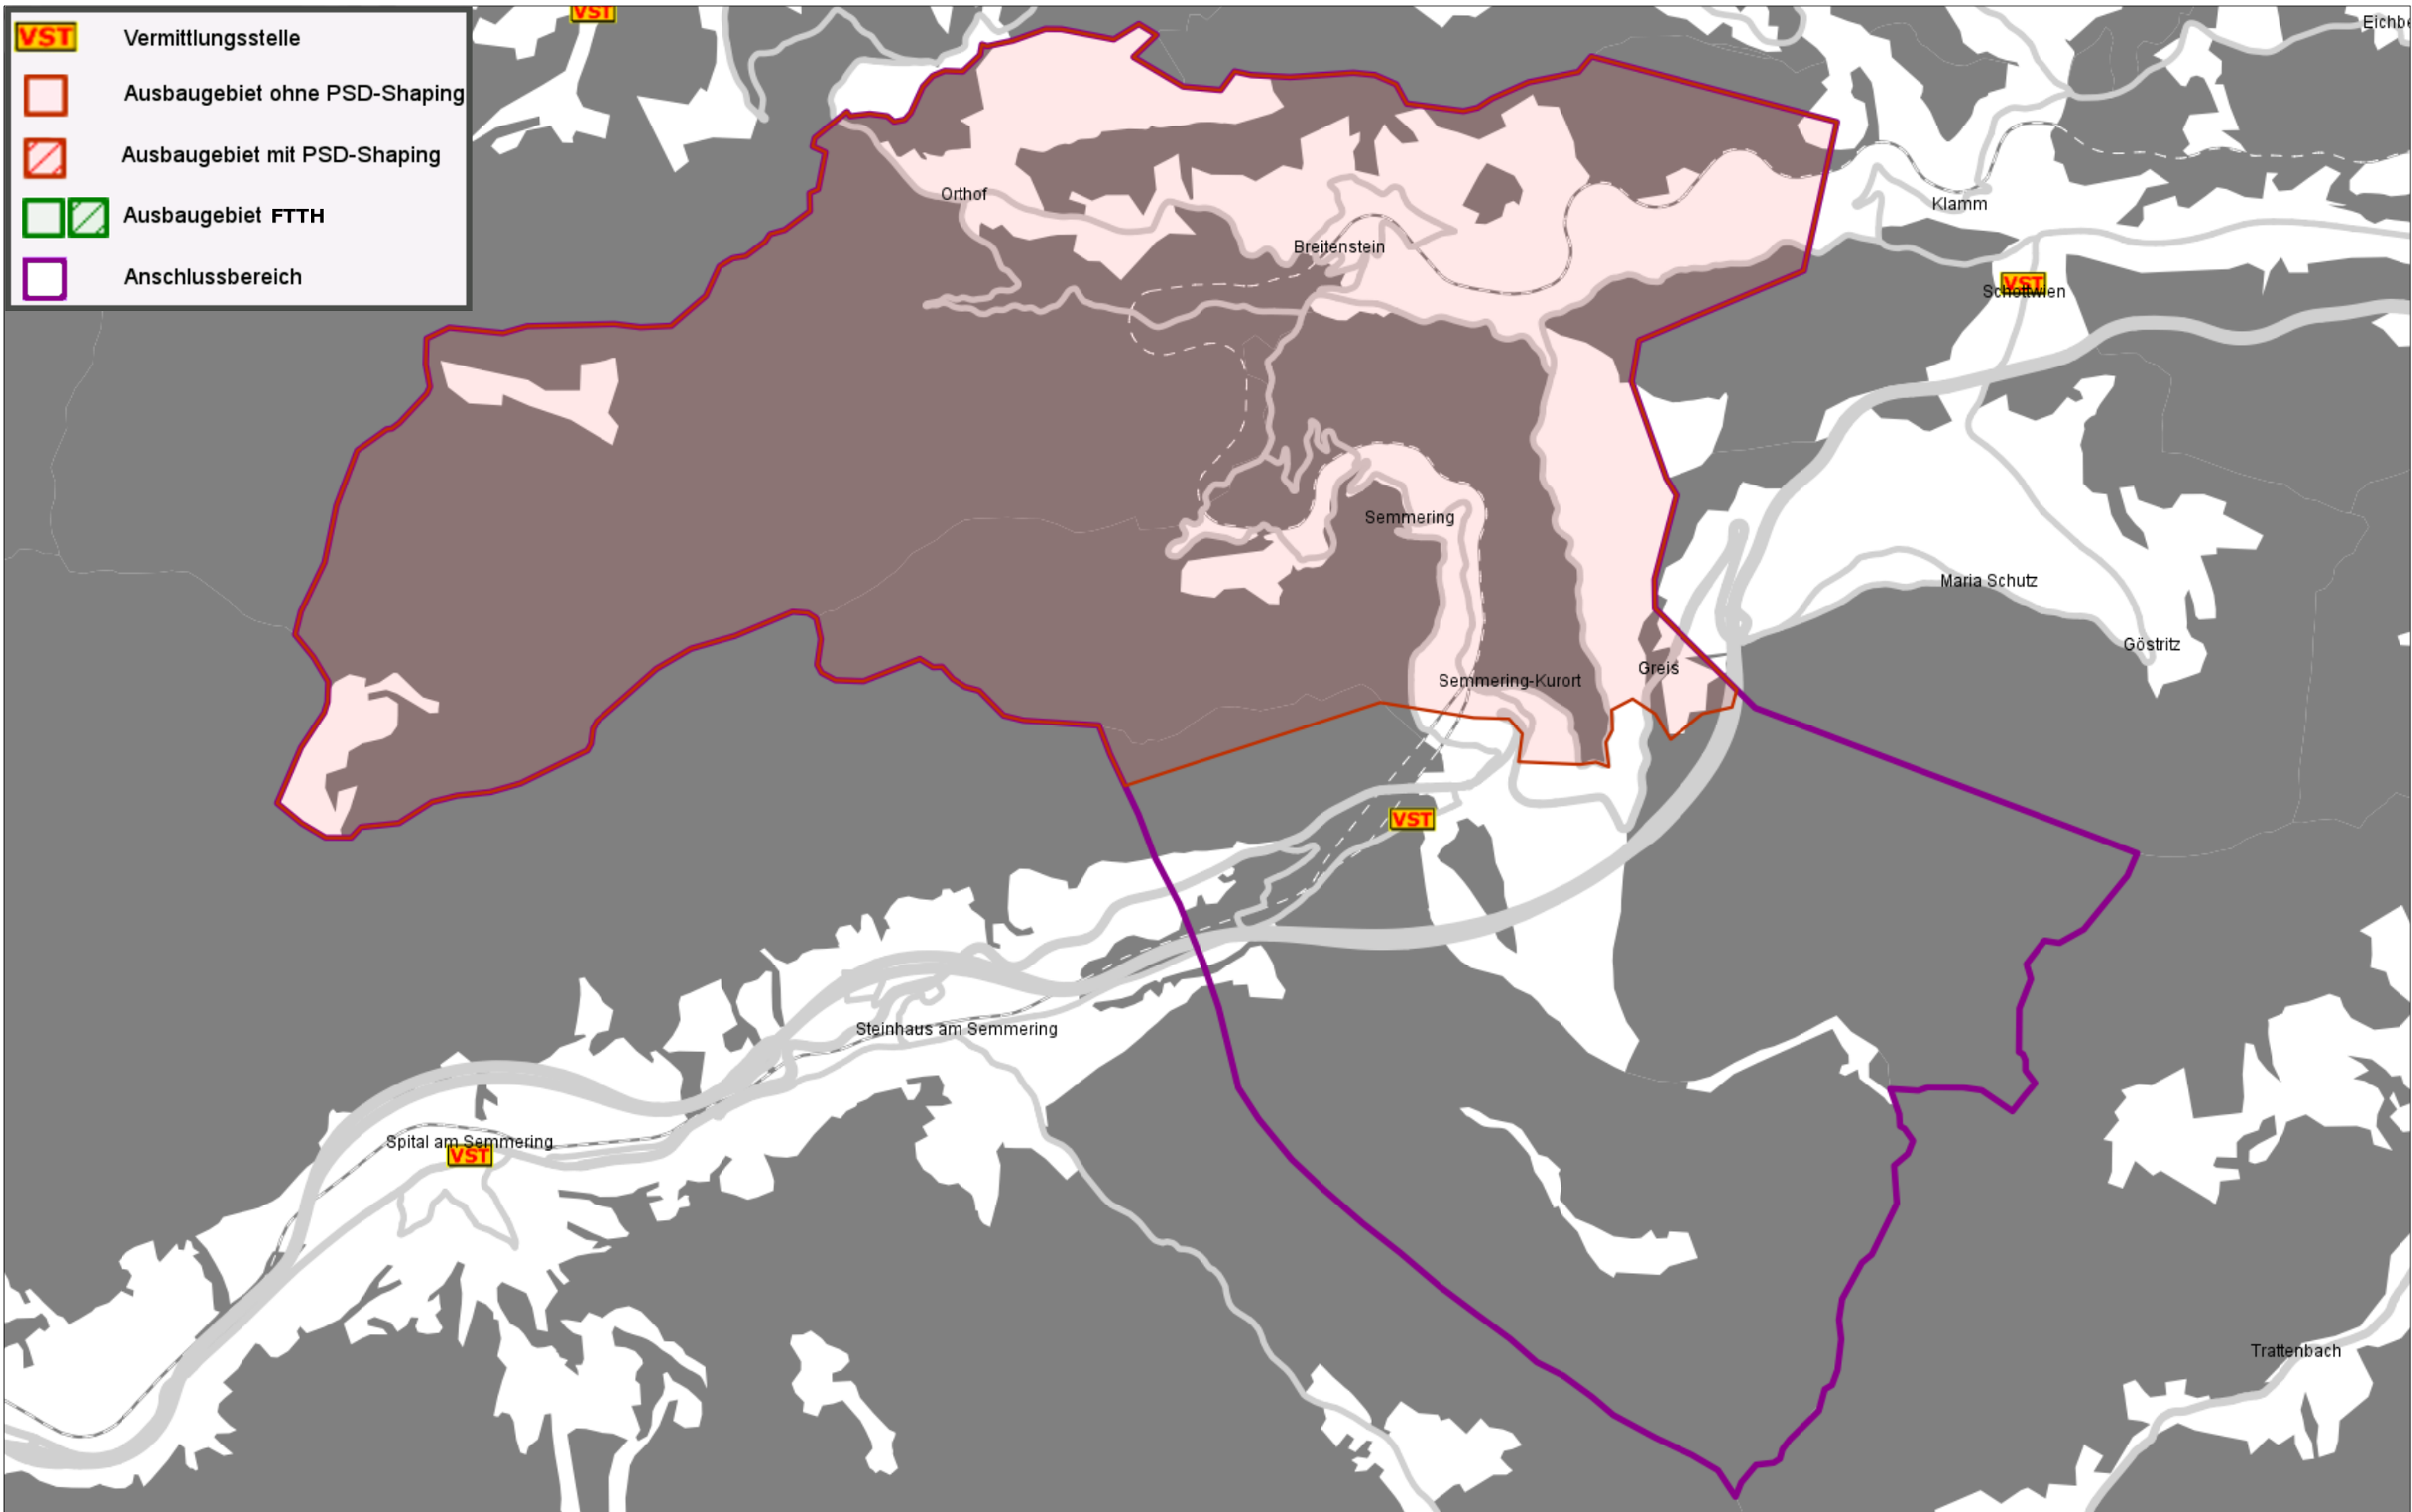 VST
VST Vermittlungsstelle
Ausbaugebiet ohne PSD-Shaping
Ausbaugebiet mit PSD-Shaping
Ausbaugebiet FTTH
Anschlussbereich
Orthof
Breitenstein
Klamm
VST
Schottwien
Semmering
Maria Schutz
Göstritz
Greis
Semmering-Kurort
VST
Steinhaus am Semmering
Spital am Semmering
VST
Trattenbach